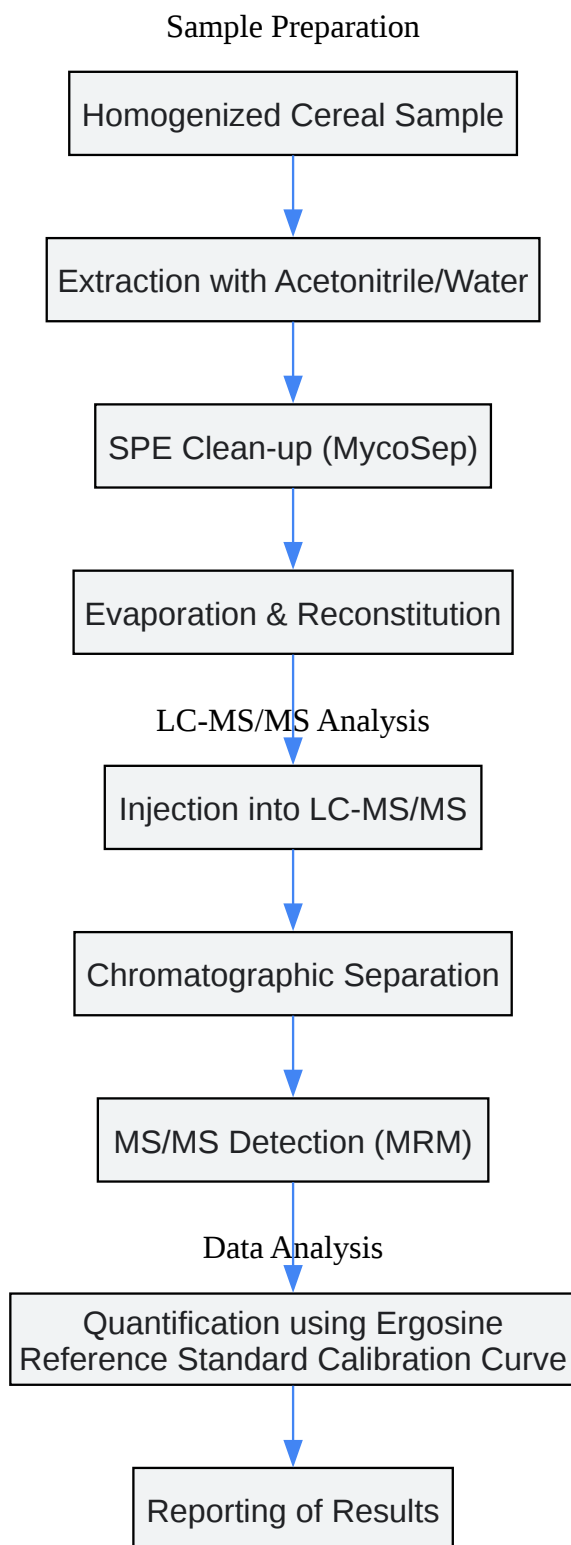 Sample Preparation
Homogenized Cereal Sample
Extraction with Acetonitrile/Water
SPE Clean-up (MycoSep)
Evaporation & Reconstitution
LC-MS/MS Analysis
Injection into LC-MS/MS
Chromatographic Separation
MS/MS Detection (MRM)
Data Analysis
Quantification using Ergosine
Reference Standard Calibration Curve
Reporting of Results